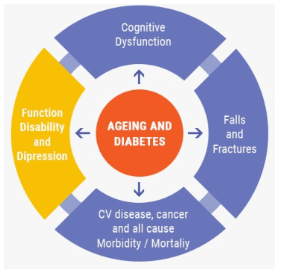 Cognitive
Dysfunction
Function
Disability
and
Dipression
AGEING AND
DIABETES
Falls
and
Fractures
CV disease, cancer
and all cause
Morbidity / Mortaliy